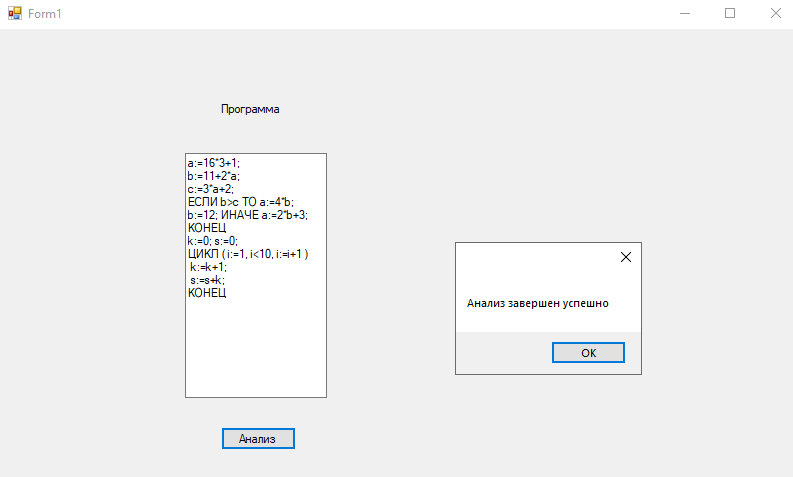 Form1
Программа
a:=16*3+1;
b:=11+2*a;
c:=3*a+2;
ЕСЛИ b>c ТО a:=4*b;
b:=12; ИНАЧЕ a:=2*b+3;
КОНЕЦ
k:=0; s:=0;
ЦИКЛ ( i:=1, i<10, i:=i+1 )
k:=k+1;
s:=s+k;
КОНЕЦ
Анализ завершен успешно
ОК
Анализ